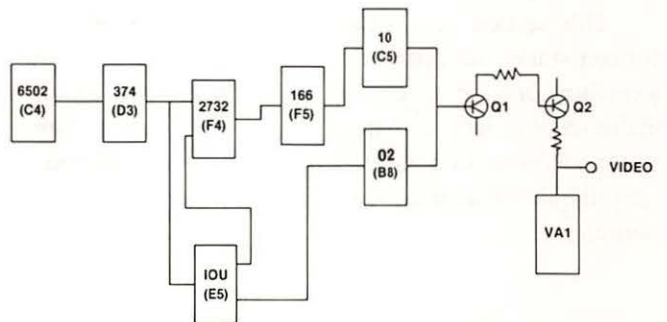 6502
(C4)
374
(D3)
2732
(F4)
166
(F5)
10
(C5)
02
(B8)
IOU
(E5)
Q1
Q2
VIDEO
VA1